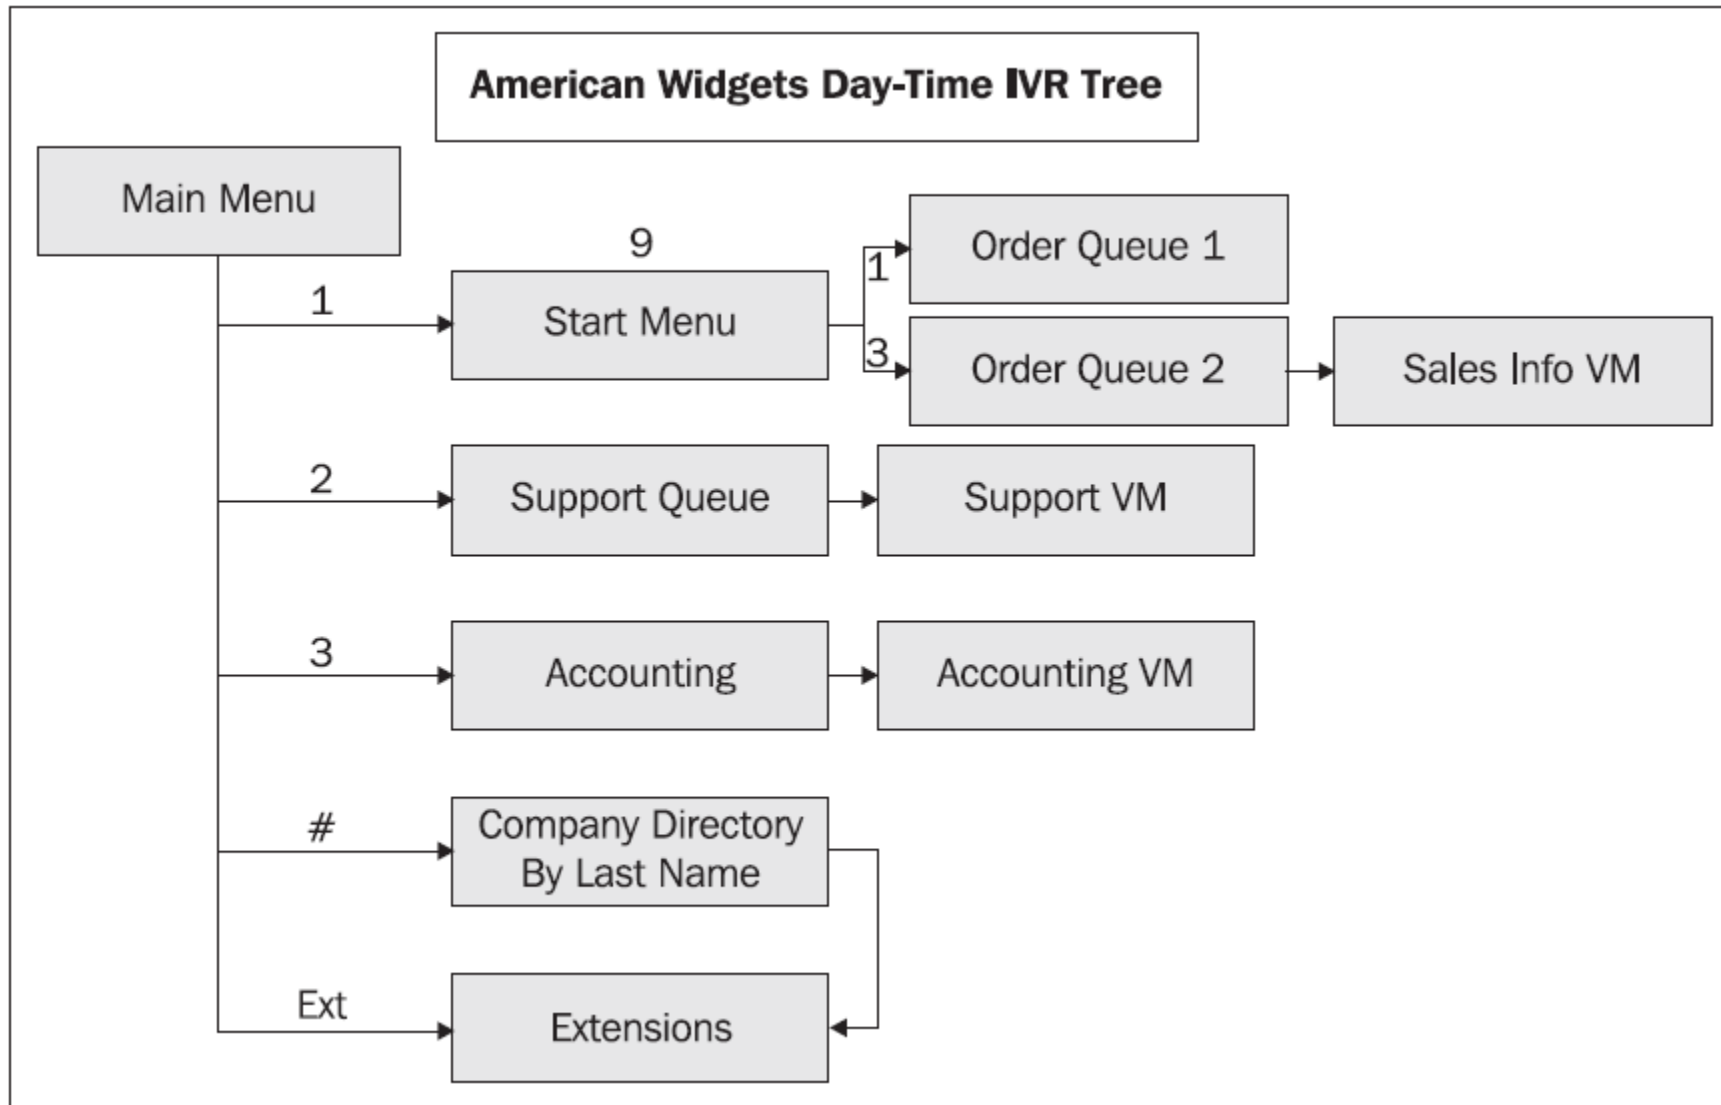 American Widgets Day-Time IVR Tree
Main Menu
9
1
Start Menu
1
Order Queue 1
3
Order Queue 2
Sales Info VM
2
Support Queue
Support VM
3
Accounting
Accounting VM
#
Company Directory
By Last Name
Ext
Extensions